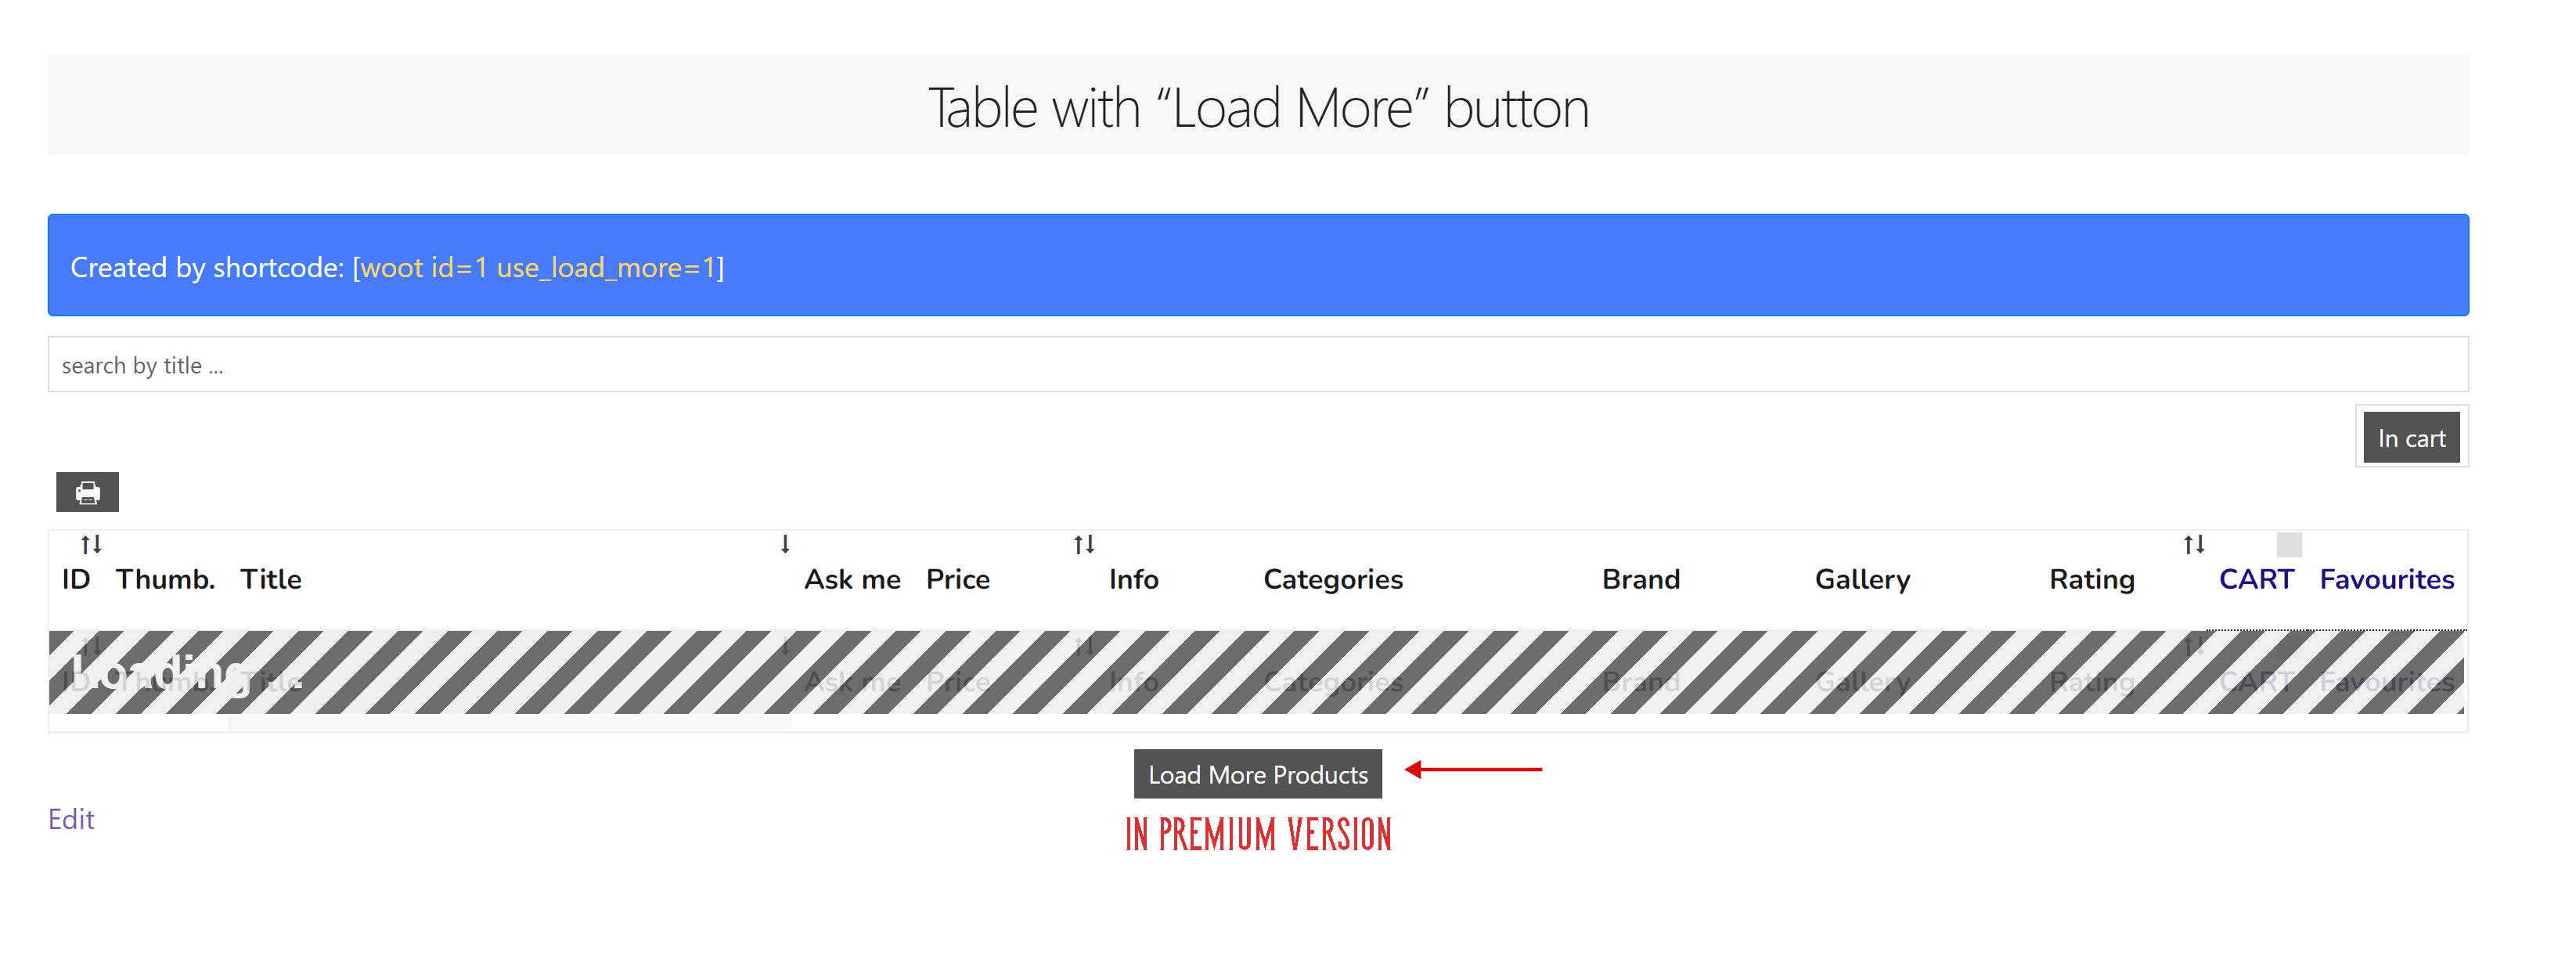 Table with “Load More” button
Created by shortcode: [woot id=1 use_load_more=1]
search by title ...
In cart
ID Thumb. Title Ask me Price Info Categories Brand Gallery Rating CART Favourites
Loading ...
ID Thumb. Title Ask me Price Info Categories Brand Gallery Rating CART Favourites
Load More Products
Edit
IN PREMIUM VERSION